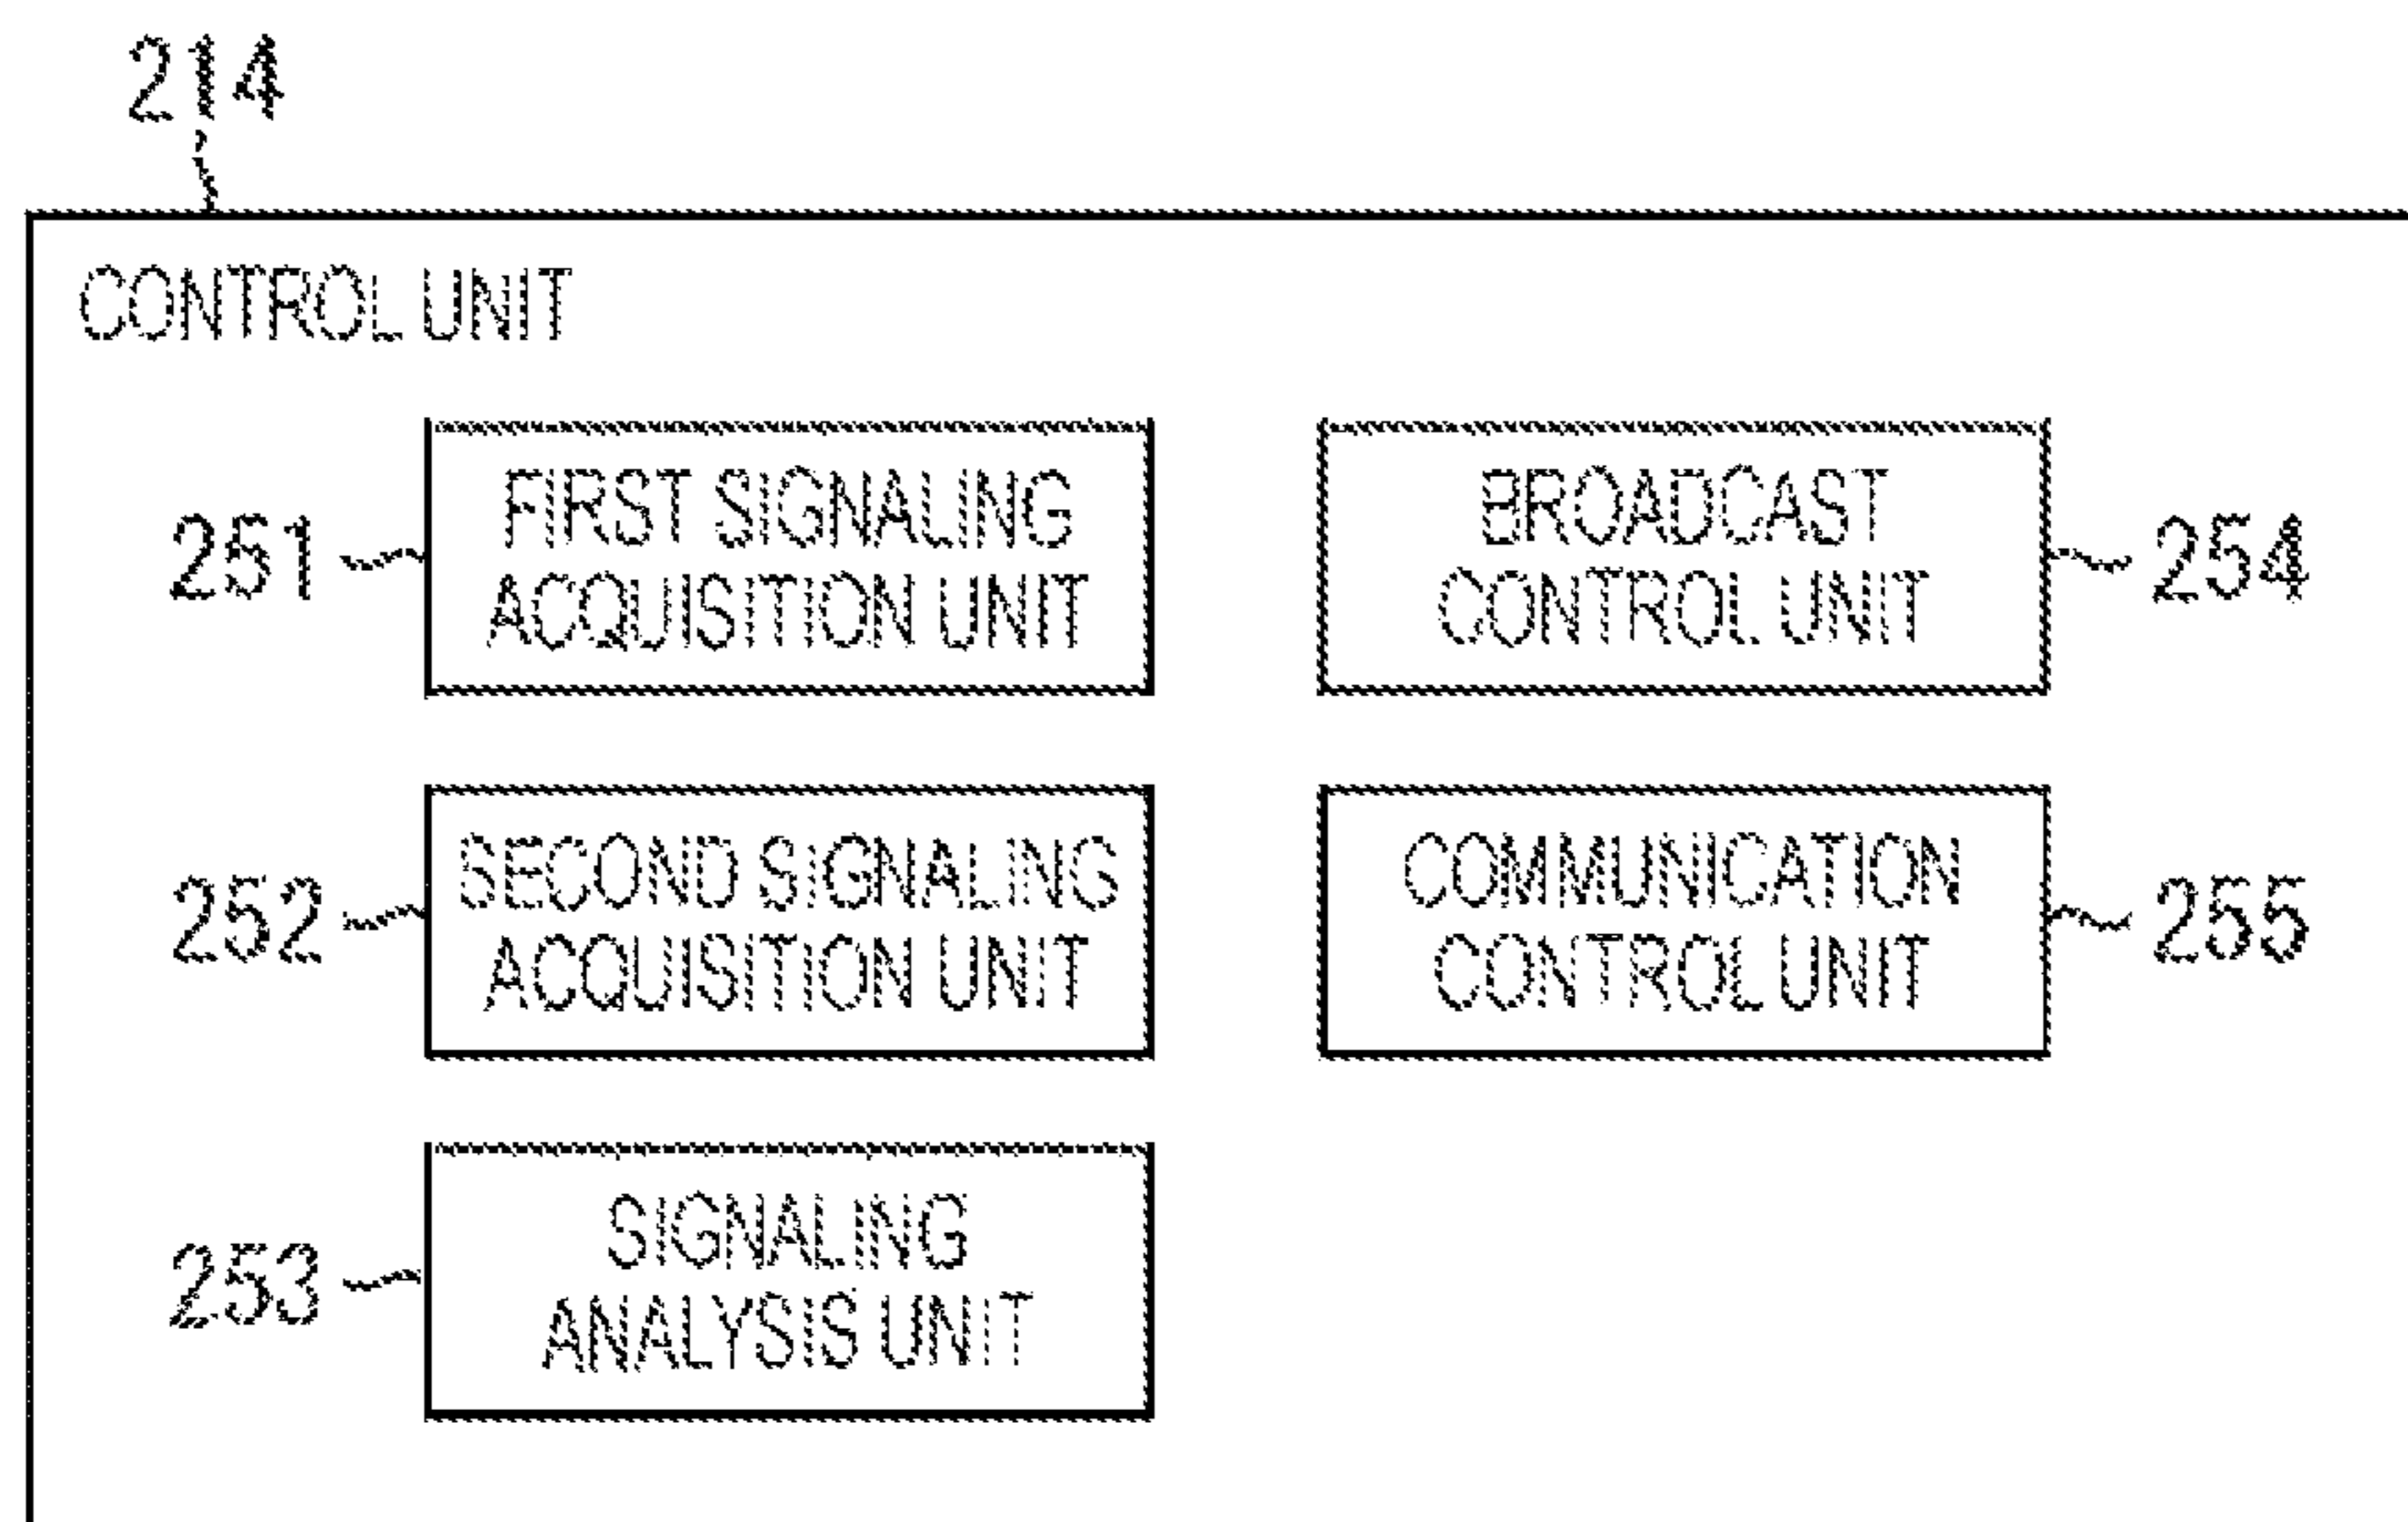 214
CONTROL UNIT
251
FIRST SIGNALING
ACQUISITION UNIT
BROADCAST
CONTROL UNIT
254
252
SECOND SIGNALING
ACQUISITION UNIT
COMMUNICATION
CONTROL UNIT
255
253
SIGNALING
ANALYSIS UNIT